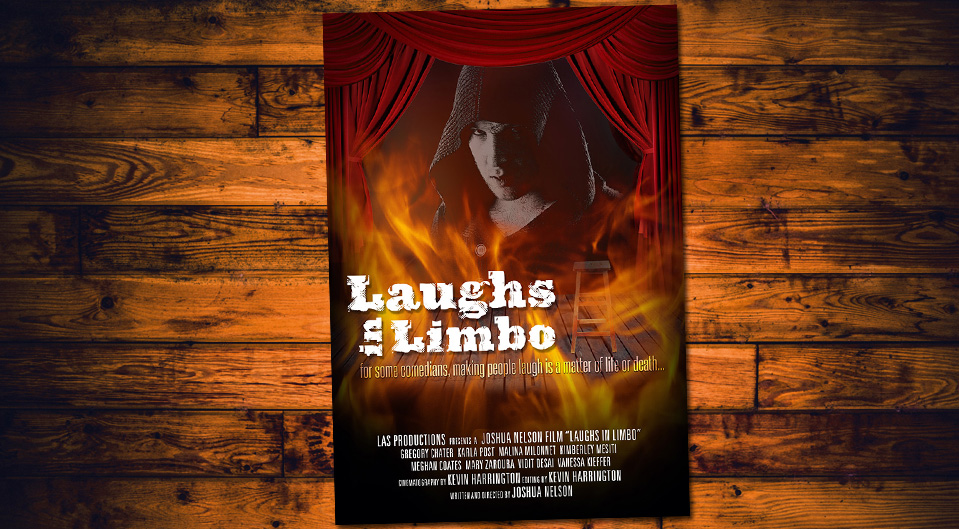 Laughs
in Limbo
for some comedians, making people laugh is a matter of life or death...
LAS PRODUCTIONS PRESENTS A JOSHUA NELSON FILM "LAUGHS IN LIMBO"
GREGORY CHATER KARLA POST MALINA MILONNET KIMBERLEY MESITI
MEGHAN COATES MARY ZAROURA VIDIT DESAI VANESSA KIEFFER
CINEMATOGRAPHY BY KEVIN HARRINGTON EDITING BY KEVIN HARRINGTON
WRITTEN AND DIRECTED BY JOSHUA NELSON